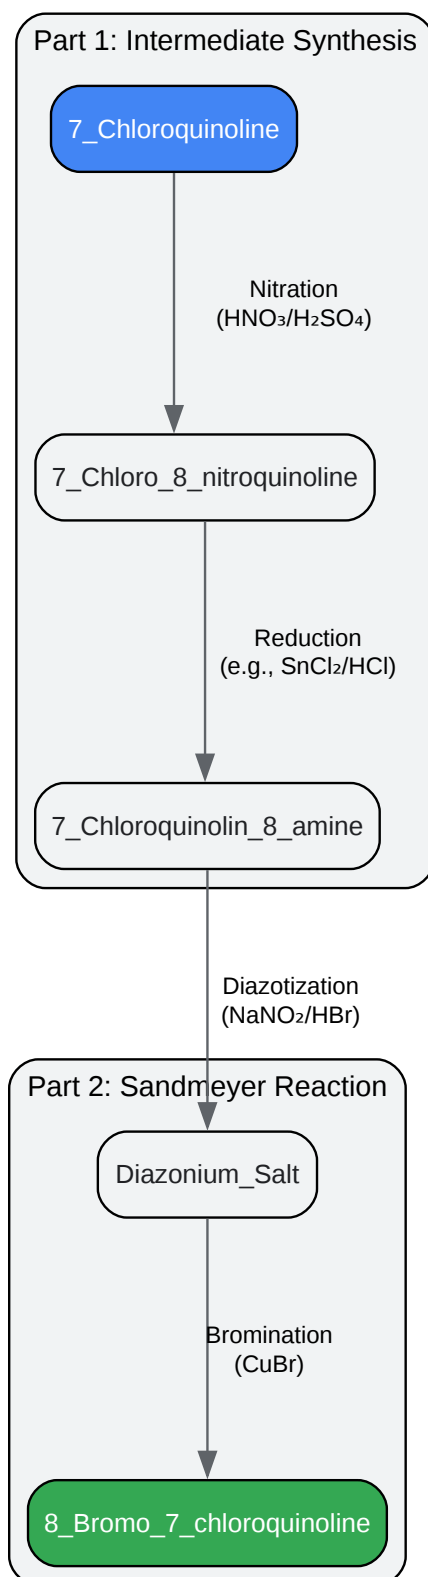 Part 1: Intermediate Synthesis
7_Chloroquinoline
Nitration
(HNO₃/H₂SO₄)
7_Chloro_8_nitroquinoline
Reduction
(e.g., SnCl₂/HCl)
7_Chloroquinolin_8_amine
Diazotization
(NaNO₂/HBr)
Part 2: Sandmeyer Reaction
Diazonium_Salt
Bromination
(CuBr)
8_Bromo_7_chloroquinoline